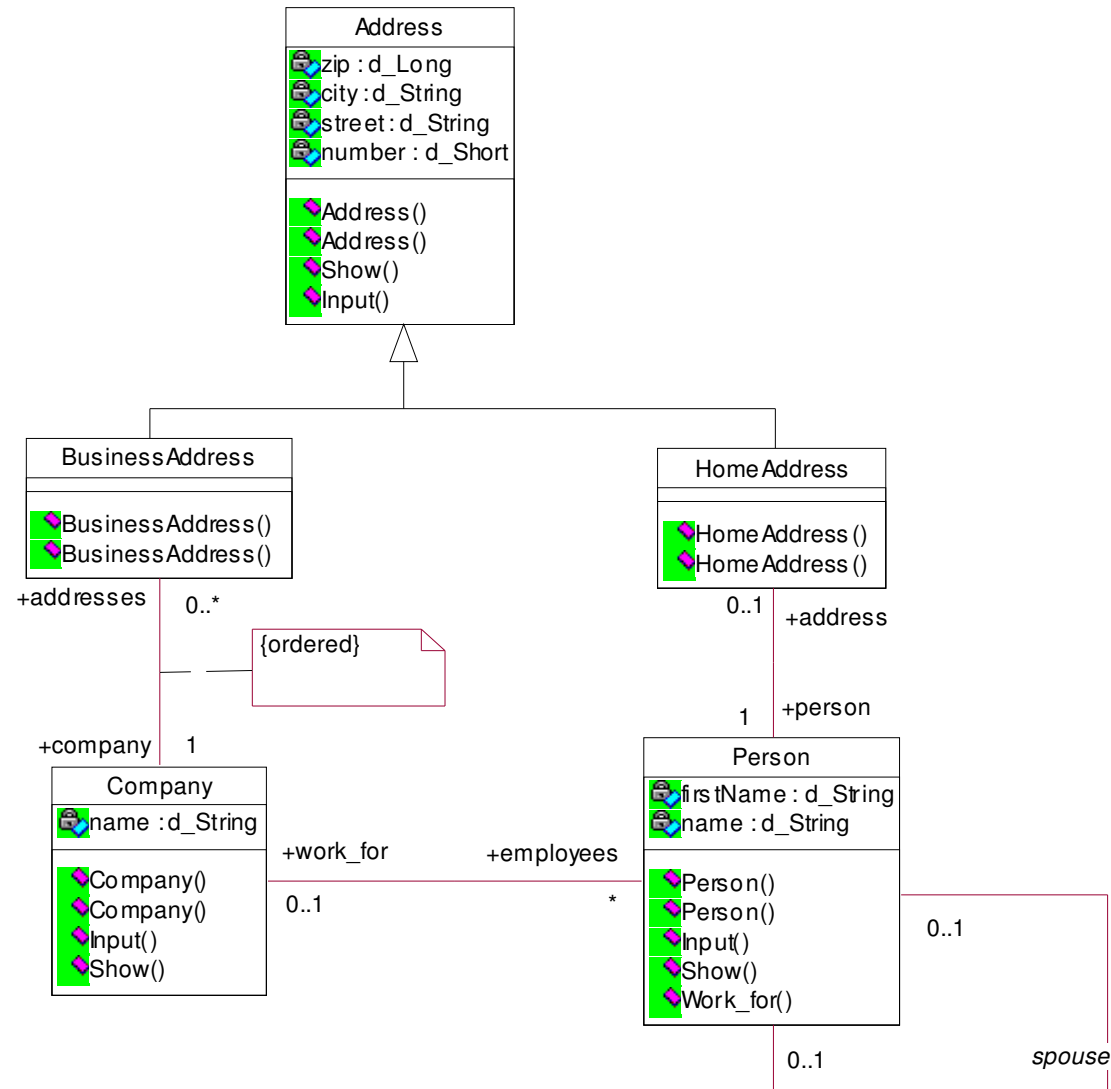 Address
zip : d_Long
city : d_String
street : d_String
number : d_Short
Address()
Address()
Show()
Input()
BusinessAddress
BusinessAddress()
BusinessAddress()
HomeAddress
HomeAddress()
HomeAddress()
+addresses
0..*
0..1
+address
{ordered}
+company
1
1
+person
Company
name : d_String
Company()
Company()
Input()
Show()
+work_for
0..1
+employees
*
Person
firstName : d_String
name : d_String
Person()
Person()
Input()
Show()
Work_for()
0..1
0..1
spouse